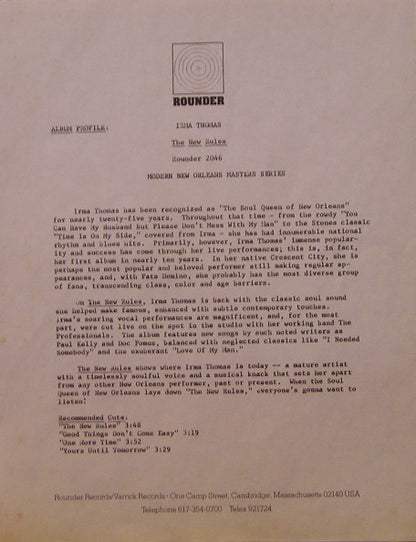 ROUNDER
ALBUM PROFILE:
IRMA THOMAS
The New Rules
Rounder 2046
MODERN NEW ORLEANS MASTERS SERIES
Irma Thomas has been recognized as "The Soul Queen of New Orleans"
for nearly twenty-five years. Throughout that time - from the rowdy "You
Can Have My Husband But Please Don't Mess With My Man" to the Stones classic
"Time Is On My Side," covered from Irma - she has had innumerable national
rhythm and blues hits. Primarily, however, Irma Thomas' immense popular-
ity and success has come through her live performances; this is, in fact,
her first album in nearly ten years. In her native Crescent City, she is
perhaps the most popular and beloved performer still making regular ap-
pearances, and, with Fats Domino, she probably has the most diverse group
of fans, transcending class, color and age barriers.
On The New Rules, Irma Thomas is back with the classic soul sound
she helped make famous, enhanced with subtle contemporary touches.
Irma's soaring vocal performances are magnificent, and, for the most
part, were cut live on the spot in the studio with her working band The
Professionals. The album features new songs by such noted writers as
Paul Kelly and Doc Pomus, balanced with neglected classics like "I Needed
Somebody" and the exuberant "Love Of My Man."
The New Rules shows where Irma Thomas is today -- a mature artist
with a timelessly soulful voice and a musical knack that sets her apart
from any other New Orleans performer, past or present. When the Soul
Queen of New Orleans lays down "The New Rules," everyone's gonna want to
listen!
Recommended Cuts:
"The New Rules" 3:48
"Good Things Don't Come Easy" 3:19
"One More Time" 3:52
"Yours Until Tomorrow" 3:29
Rounder Records/Varrick Records • One Camp Street, Cambridge, Massachusetts 02140 USA
Telephone 617-354-0700 Telex 921724